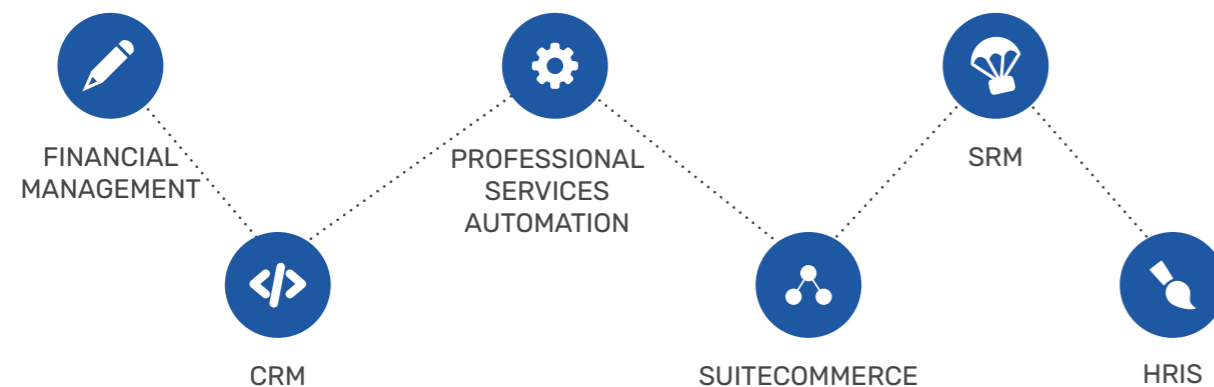 FINANCIAL
MANAGEMENT
CRM
PROFESSIONAL
SERVICES
AUTOMATION
SUITECOMMERCE
SRM
HRIS